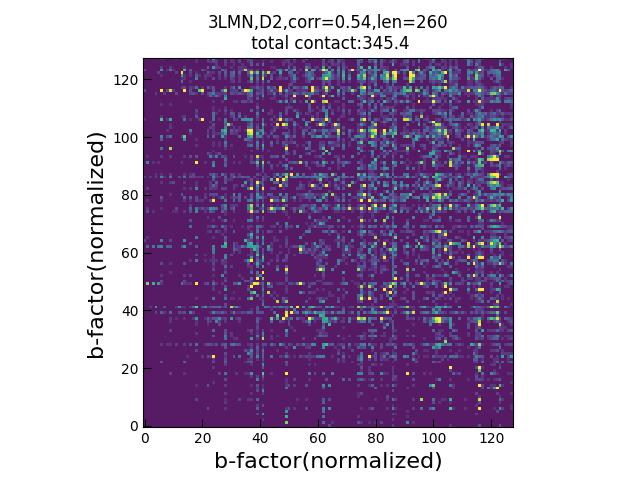 3LMN,D2,corr=0.54,len=260
total contact:345.4
120
100
80
60
40
20
0
b-factor(normalized)
0 20 40 60 80 100 120
b-factor(normalized)